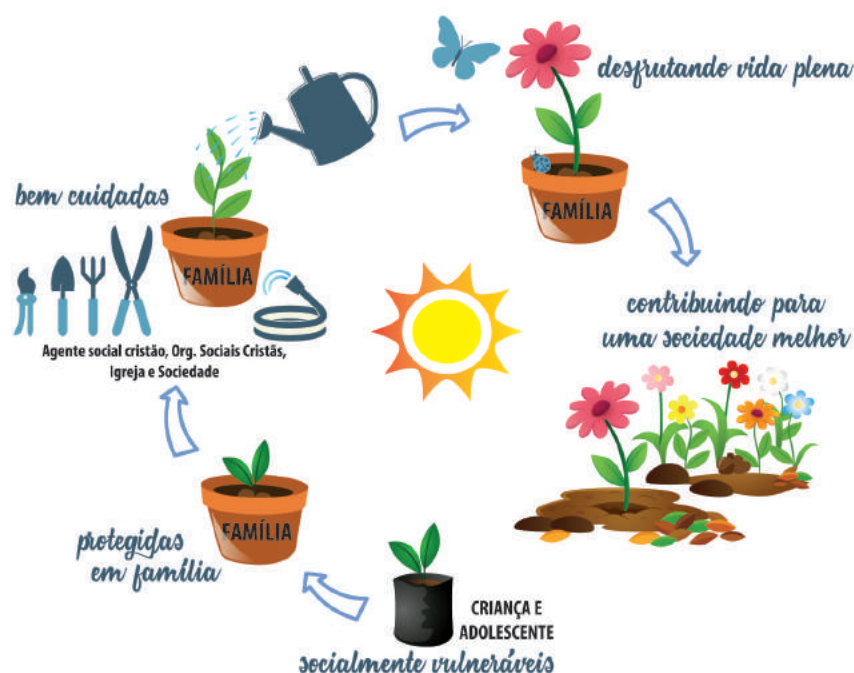 desfrutando vida plena
FAMÍLIA
bem cuidadas
FAMÍLIA
Agente social cristão, Org. Sociais Cristãs,
Igreja e Sociedade
contribuindo para
uma sociedade melhor
FAMÍLIA
protegidas
em família
CRIANÇA E
ADOLESCENTE
socialmente vulneráveis